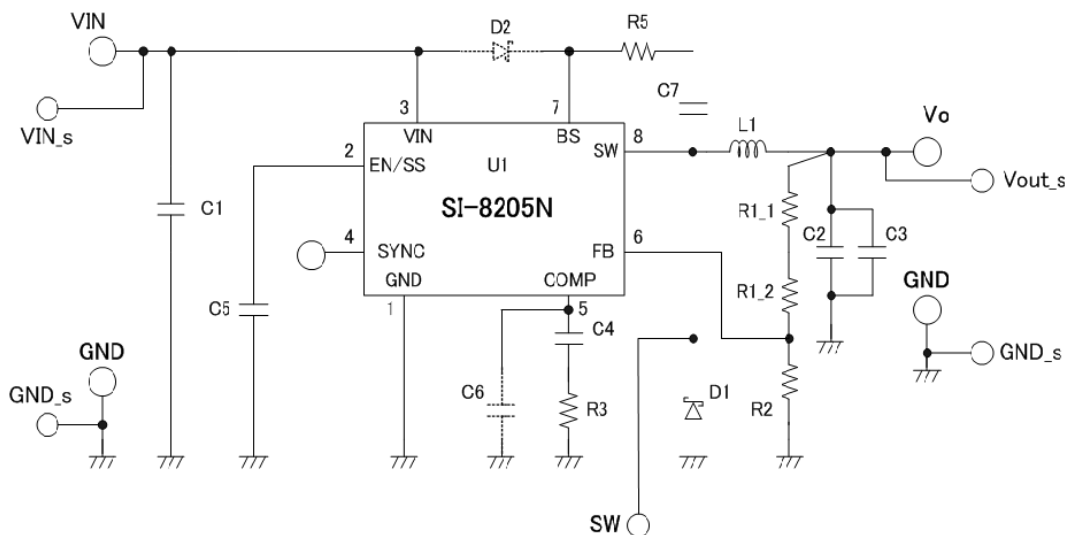 VIN
D2
R5
VIN_s
3
7
C7
VIN
BS
L1
Vo
2
8
EN/SS
U1
SW
Vout_s
C1
SI-8205N
R1_1
4
6
C2
C3
SYNC
FB
GND
COMP
GND
C5
1
5
C4
R1_2
GND
GND_s
GND_s
C6
R3
D1
R2
SW